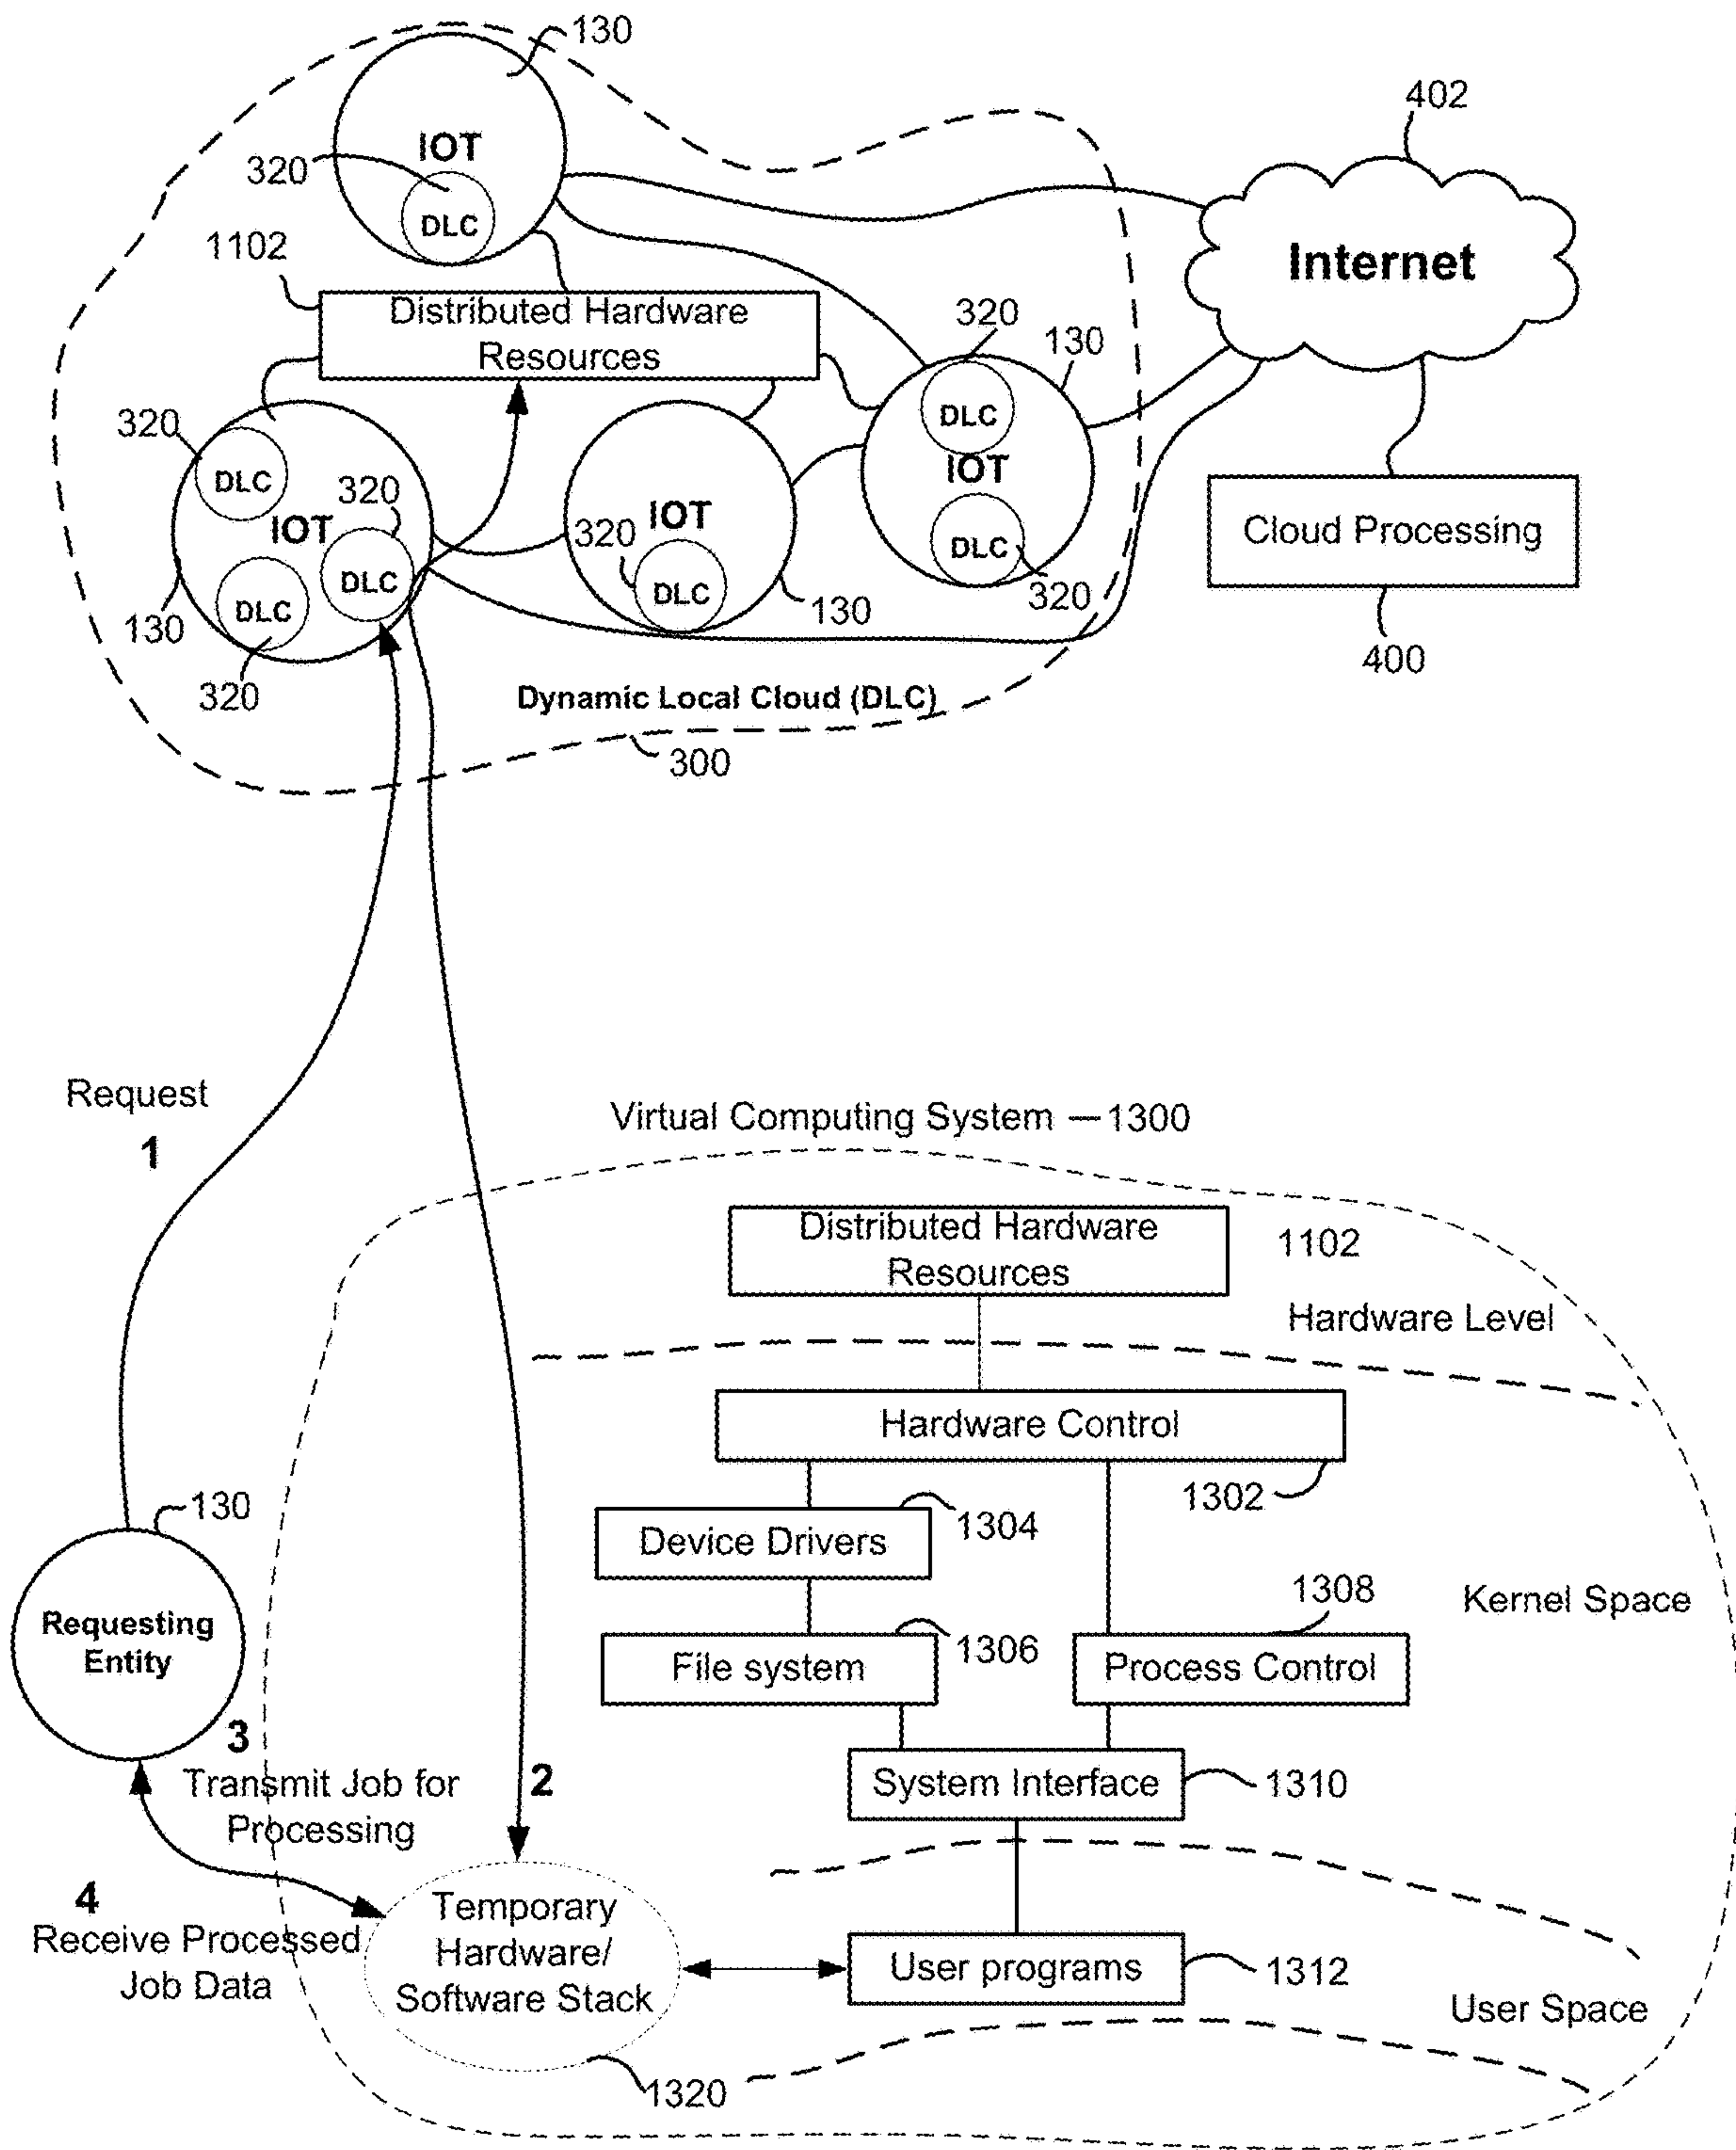 130
402
IOT
320
DLC
1102
Internet
Distributed Hardware
Resources
320
130
DLC
320
DLC
320
IOT
IOT
IOT
320
Cloud Processing
DLC
DLC
DLC
DLC
320
130
130
400
320
Dynamic Local Cloud (DLC)
300
Request
1
Virtual Computing System — 1300
Distributed Hardware
Resources
1102
Hardware Level
Hardware Control
1302
130
1304
Device Drivers
1308
Kernel Space
Requesting
Entity
1306
File system
Process Control
3
Transmit Job for
Processing
2
System Interface
1310
4
Receive Processed
Job Data
Temporary
Hardware/
Software Stack
User programs
1312
User Space
1320